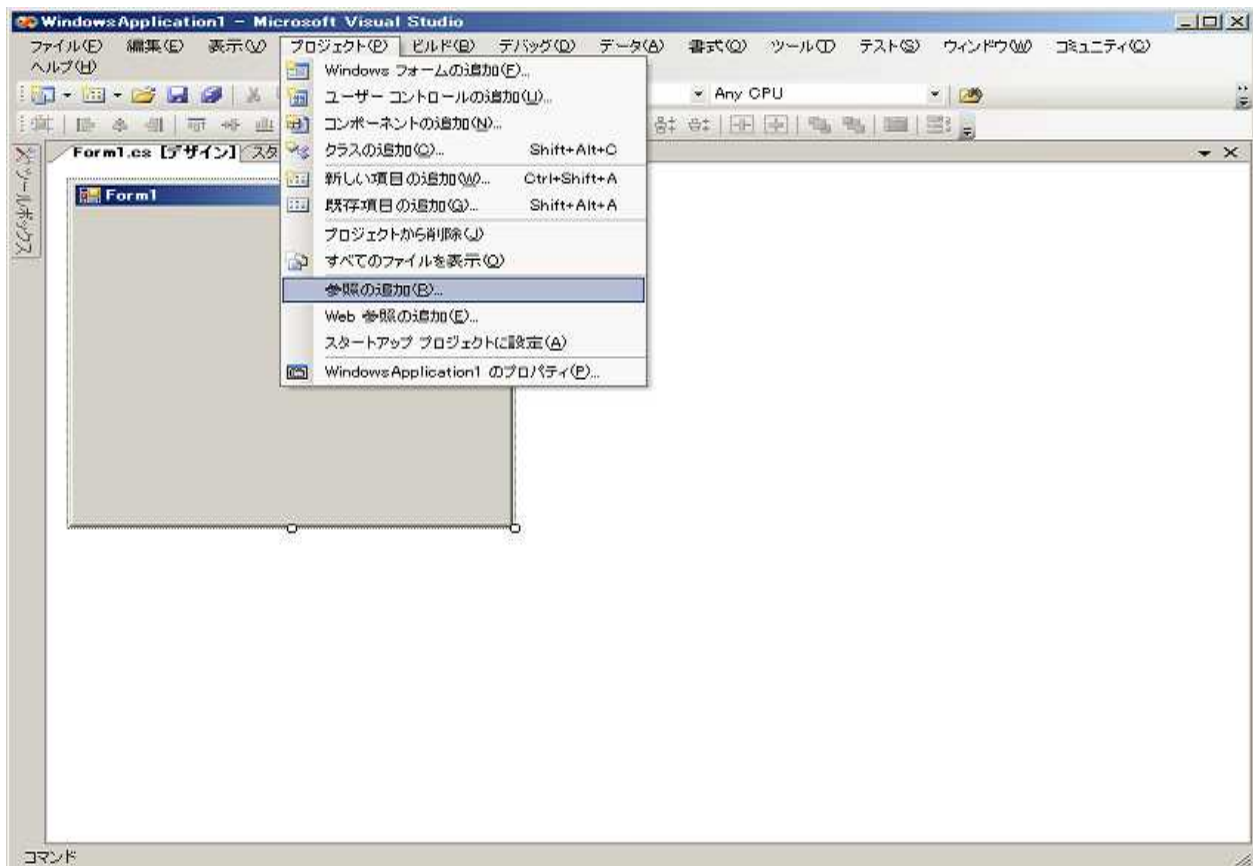 WindowsApplication1 - Microsoft Visual Studio
ファイル(F) 編集(E) 表示(V) プロジェクト(P) ビルド(B) デバッグ(D) データ(A) 書式(O) ツール(T) テスト(S) ウィンドウ(W) コミュニティ(C)
ヘルプ(H)
Any CPU
Form1.cs [デザイン] スタ
ツールボックス
Form1
Windows フォームの追加(F)...
ユーザー コントロールの追加(U)...
コンポーネントの追加(N)...
クラスの追加(C)... Shift+Alt+C
新しい項目の追加(W)... Ctrl+Shift+A
既存項目の追加(G)... Shift+Alt+A
プロジェクトから削除(J)
すべてのファイルを表示(O)
参照の追加(R)...
Web 参照の追加(E)...
スタートアップ プロジェクトに設定(A)
WindowsApplication1 のプロパティ(P)...
コマンド